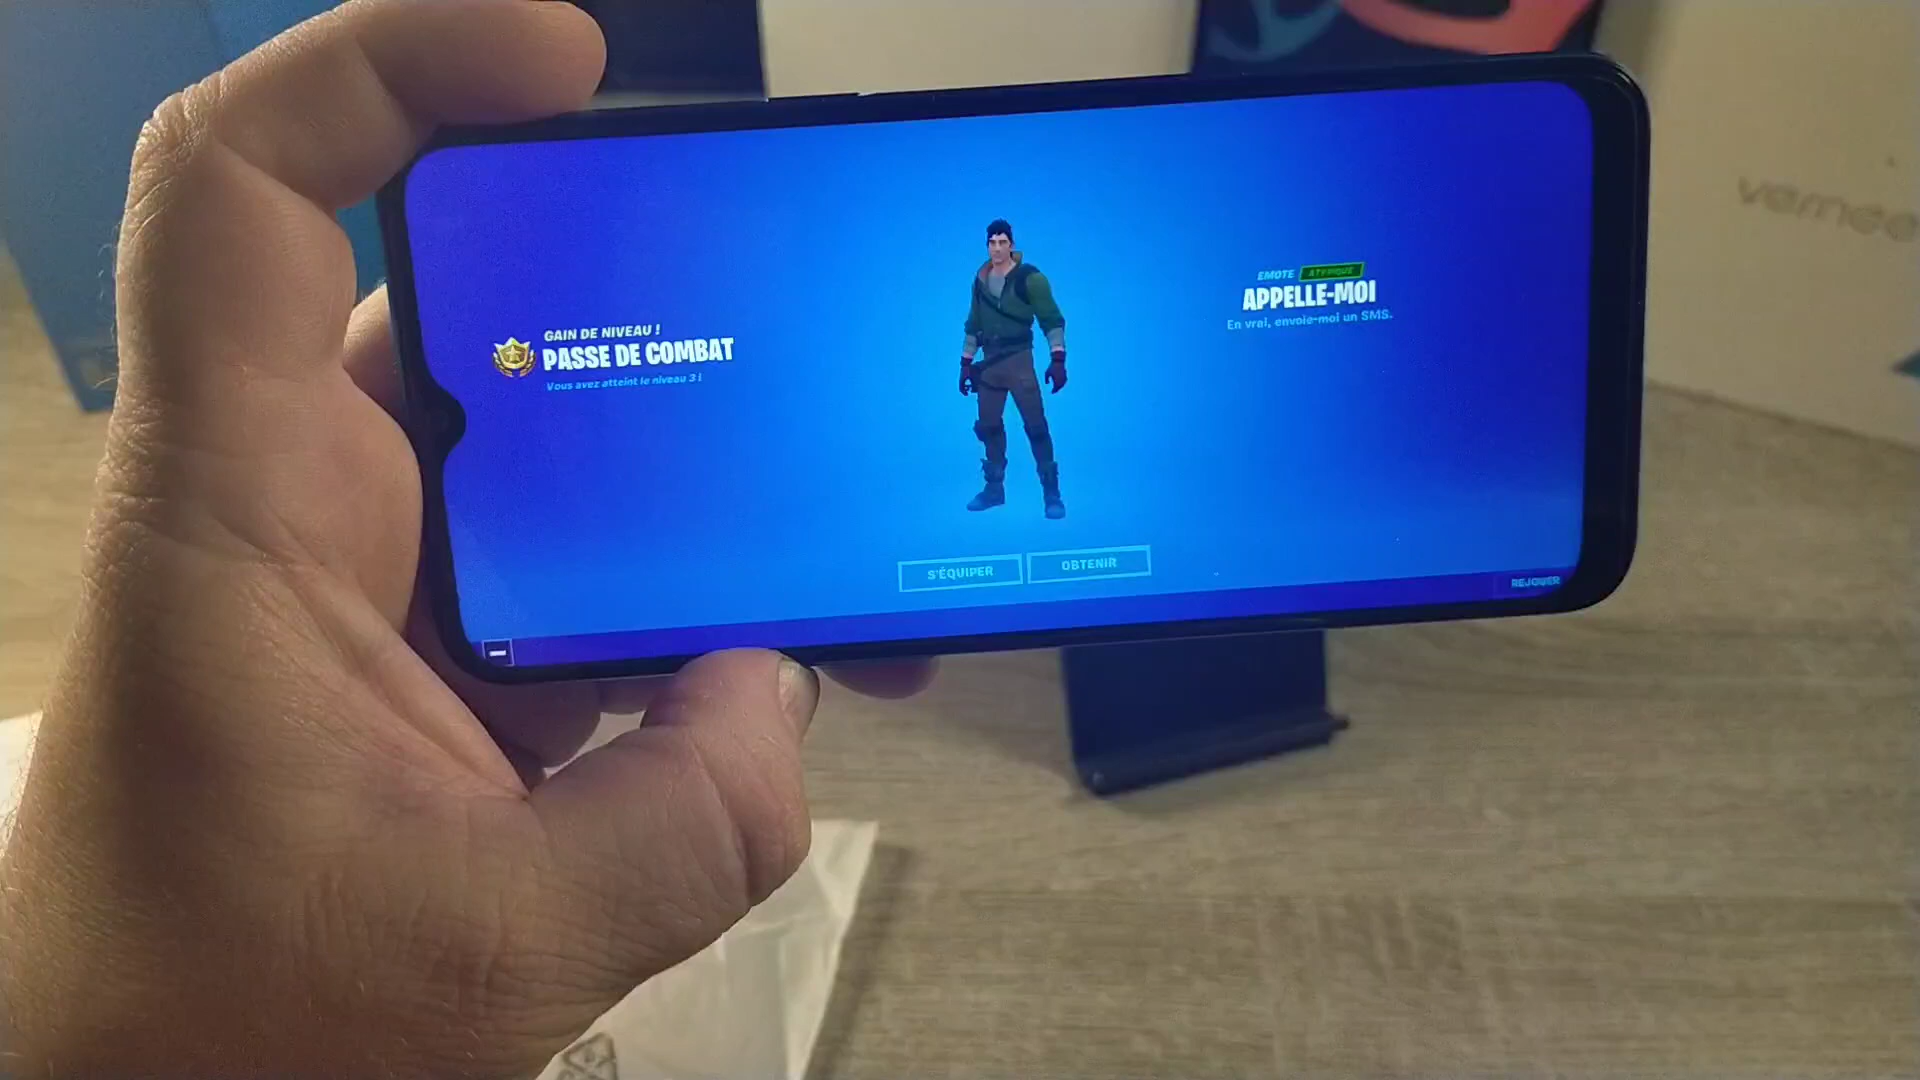 GAIN DE NIVEAU !
PASSE DE COMBAT
Vous avez atteint le niveau 3 !
EMOTE ATYPIQUE
APPELLE-MOI
En vrai, envoie-moi un SMS.
S'ÉQUIPER
OBTENIR
REJOUER
vernee